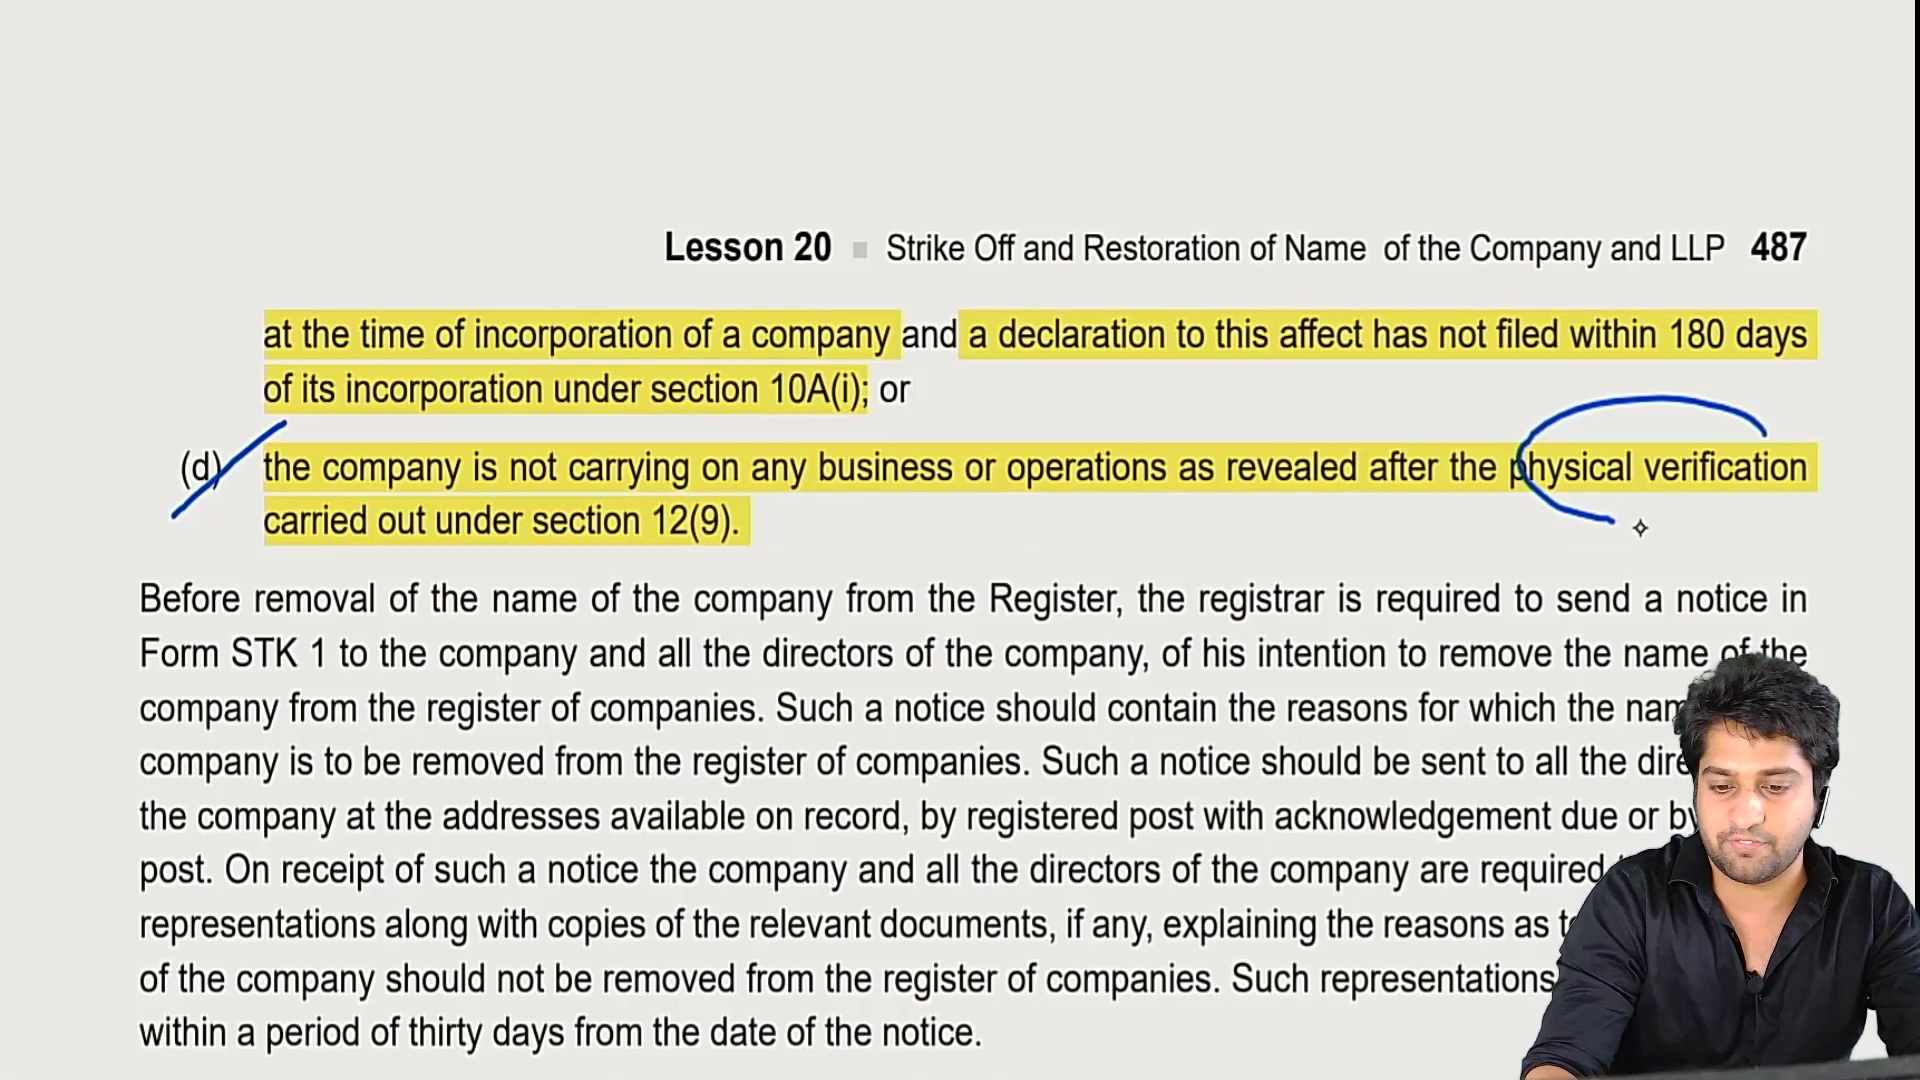 Lesson 20 ■ Strike Off and Restoration of Name of the Company and LLP 487
at the time of incorporation of a company and a declaration to this affect has not filed within 180 days
of its incorporation under section 10A(i); or
(d) the company is not carrying on any business or operations as revealed after the physical verification
carried out under section 12(9).
Before removal of the name of the company from the Register, the registrar is required to send a notice in
Form STK 1 to the company and all the directors of the company, of his intention to remove the name of the
company from the register of companies. Such a notice should contain the reasons for which the
company is to be removed from the register of companies. Such a notice should be sent to all the
the company at the addresses available on record, by registered post with acknowledgement due or
post. On receipt of such a notice the company and all the directors of the company are required
representations along with copies of the relevant documents, if any, explaining the reasons as
of the company should not be removed from the register of companies. Such representations
within a period of thirty days from the date of the notice.